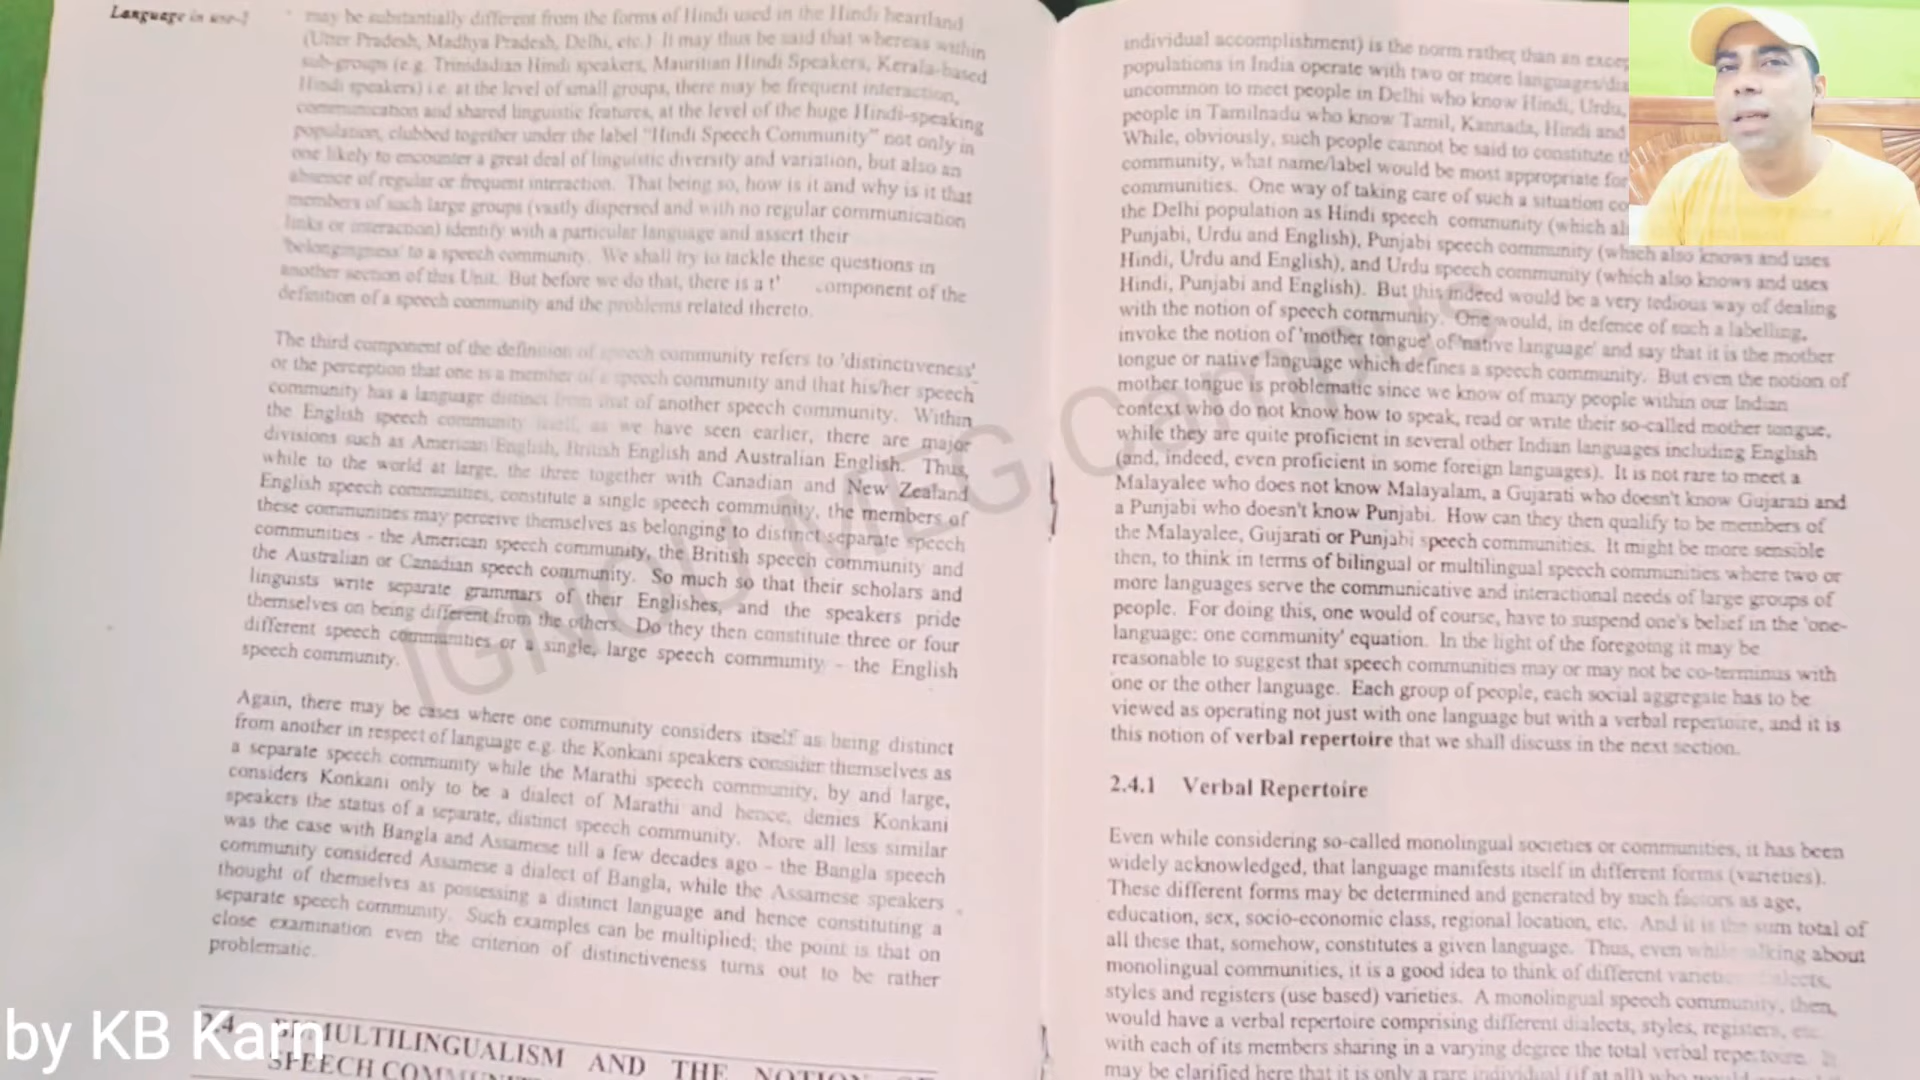 Language in use-I
may be substantially different from the forms of Hindi used in the Hindi heartland
(Utter Pradesh, Madhya Pradesh, Delhi, etc.) It may thus be said that whereas within
sub-groups (e.g. Trinidadian Hindi speakers, Mauritian Hindi Speakers, Kerala-based
Hindi speakers) i.e. at the level of small groups, there may be frequent interaction,
communication and shared linguistic features, at the level of the huge Hindi-speaking
population, clubbed together under the label "Hindi Speech Community" not only in
one likely to encounter a great deal of linguistic diversity and variation, but also an
absence of regular or frequent interaction. That being so, how is it and why is it that
members of such large groups (vastly dispersed and with no regular communication
links or interaction) identify with a particular language and assert their
'belongingness' to a speech community. We shall try to tackle these questions in
another section of this Unit. But before we do that, there is a t' component of the
definition of a speech community and the problems related thereto.
The third component of the definition of speech community refers to 'distinctiveness'
or the perception that one is a member of a speech community and that his/her speech
community has a language distinct from that of another speech community. Within
the English speech community itself, as we have seen earlier, there are major
divisions such as American English, British English and Australian English. Thus,
while to the world at large, the three together with Canadian and New Zealand
English speech communities, constitute a single speech community, the members of
these communities may perceive themselves as belonging to distinct separate speech
communities - the American speech community, the British speech community and
the Australian or Canadian speech community. So much so that their scholars and
linguists write separate grammars of their Englishes, and the speakers pride
themselves on being different from the others. Do they then constitute three or four
different speech communities or a single, large speech community - the English
speech community.
Again, there may be cases where one community considers itself as being distinct
from another in respect of language e.g. the Konkani speakers consider themselves as
a separate speech community while the Marathi speech community, by and large,
considers Konkani only to be a dialect of Marathi and hence, denies Konkani
speakers the status of a separate, distinct speech community. More all less similar
was the case with Bangla and Assamese till a few decades ago - the Bangla speech
community considered Assamese a dialect of Bangla, while the Assamese speakers
thought of themselves as possessing a distinct language and hence constituting a
separate speech community. Such examples can be multiplied; the point is that on
close examination even the criterion of distinctiveness turns out to be rather
problematic.
2.4 BI/MULTILINGUALISM AND THE NOTION OF
SPEECH
individual accomplishment) is the norm rather than an
populations in India operate with two or more
uncommon to meet people in Delhi who know Hindi, Urdu,
people in Tamilnadu who know Tamil, Kannada, Hindi and
While, obviously, such people cannot be said to constitute
community, what name/label would be most appropriate for
communities. One way of taking care of such a situation
the Delhi population as Hindi speech community (which
Punjabi, Urdu and English), Punjabi speech community (which also knows and uses
Hindi, Urdu and English), and Urdu speech community (which also knows and uses
Hindi, Punjabi and English). But this indeed would be a very tedious way of dealing
with the notion of speech community. One would, in defence of such a labelling,
invoke the notion of 'mother tongue' of 'native language' and say that it is the mother
tongue or native language which defines a speech community. But even the notion of
mother tongue is problematic since we know of many people within our Indian
context who do not know how to speak, read or write their so-called mother tongue,
while they are quite proficient in several other Indian languages including English
(and, indeed, even proficient in some foreign languages). It is not rare to meet a
Malayalee who does not know Malayalam, a Gujarati who doesn't know Gujarati and
a Punjabi who doesn't know Punjabi. How can they then qualify to be members of
the Malayalee, Gujarati or Punjabi speech communities. It might be more sensible
then, to think in terms of bilingual or multilingual speech communities where two or
more languages serve the communicative and interactional needs of large groups of
people. For doing this, one would of course, have to suspend one's belief in the 'one-
language: one community' equation. In the light of the foregoing it may be
reasonable to suggest that speech communities may or may not be co-terminus with
one or the other language. Each group of people, each social aggregate has to be
viewed as operating not just with one language but with a verbal repertoire, and it is
this notion of verbal repertoire that we shall discuss in the next section.
2.4.1 Verbal Repertoire
Even while considering so-called monolingual societies or communities, it has been
widely acknowledged, that language manifests itself in different forms (varieties).
These different forms may be determined and generated by such factors as age,
education, sex, socio-economic class, regional location, etc. And it is the sum total of
all these that, somehow, constitutes a given language. Thus, even while talking about
monolingual communities, it is a good idea to think of different
styles and registers (use based) varieties. A monolingual speech community, then,
would have a verbal repertoire comprising different dialects, styles, registers, etc.
with each of its members sharing in a varying degree the total verbal repertoire. It
may be clarified here that it is only a rare individual (if at all) who would
IGNOU MEG Campus
by KB Karn